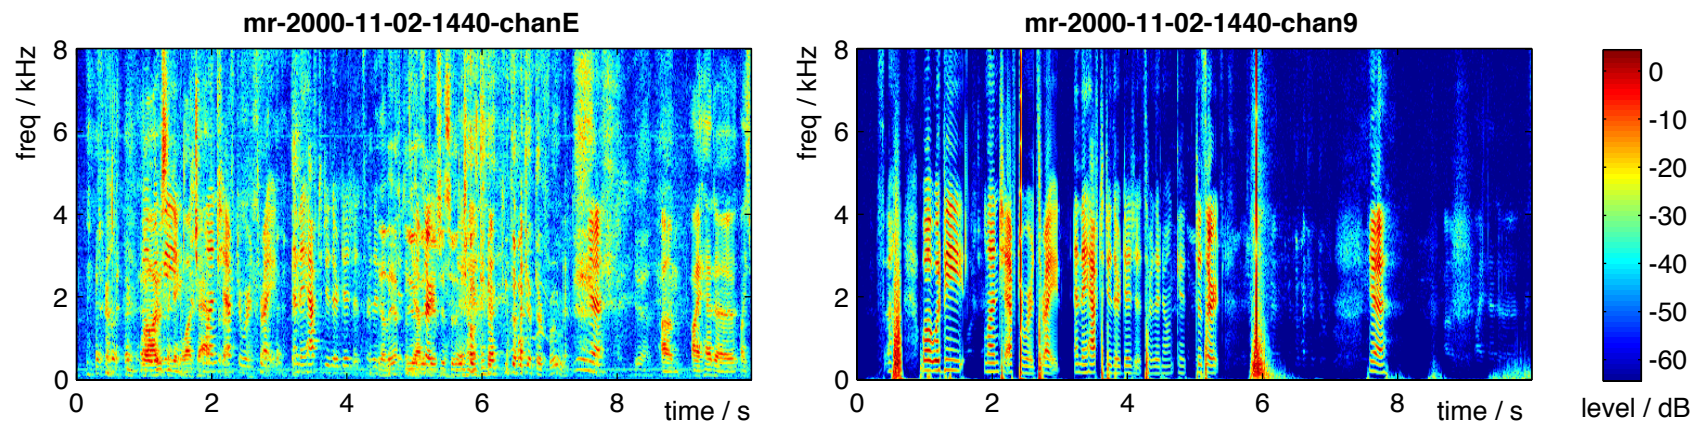 mr-2000-11-02-1440-chanE
mr-2000-11-02-1440-chan9
freq / kHz
8
6
4
2
0
0 2 4 6 8 time / s
freq / kHz
8
6
4
2
0
0 2 4 6 8 time / s
0
-10
-20
-30
-40
-50
-60
level / dB